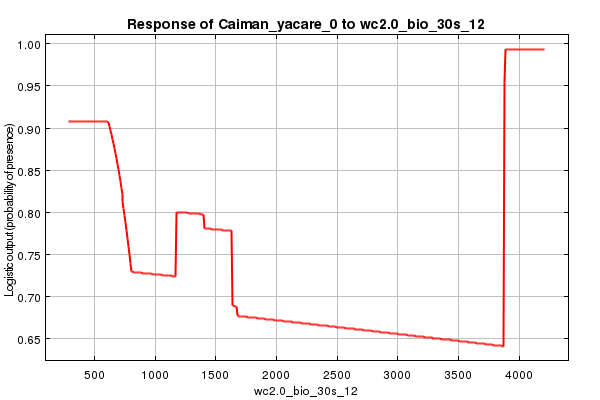 Response of Caiman_yacare_0 to wc2.0_bio_30s_12
Logistic output (probability of presence)
1.00
0.95
0.90
0.85
0.80
0.75
0.70
0.65
500 1000 1500 2000 2500 3000 3500 4000
wc2.0_bio_30s_12